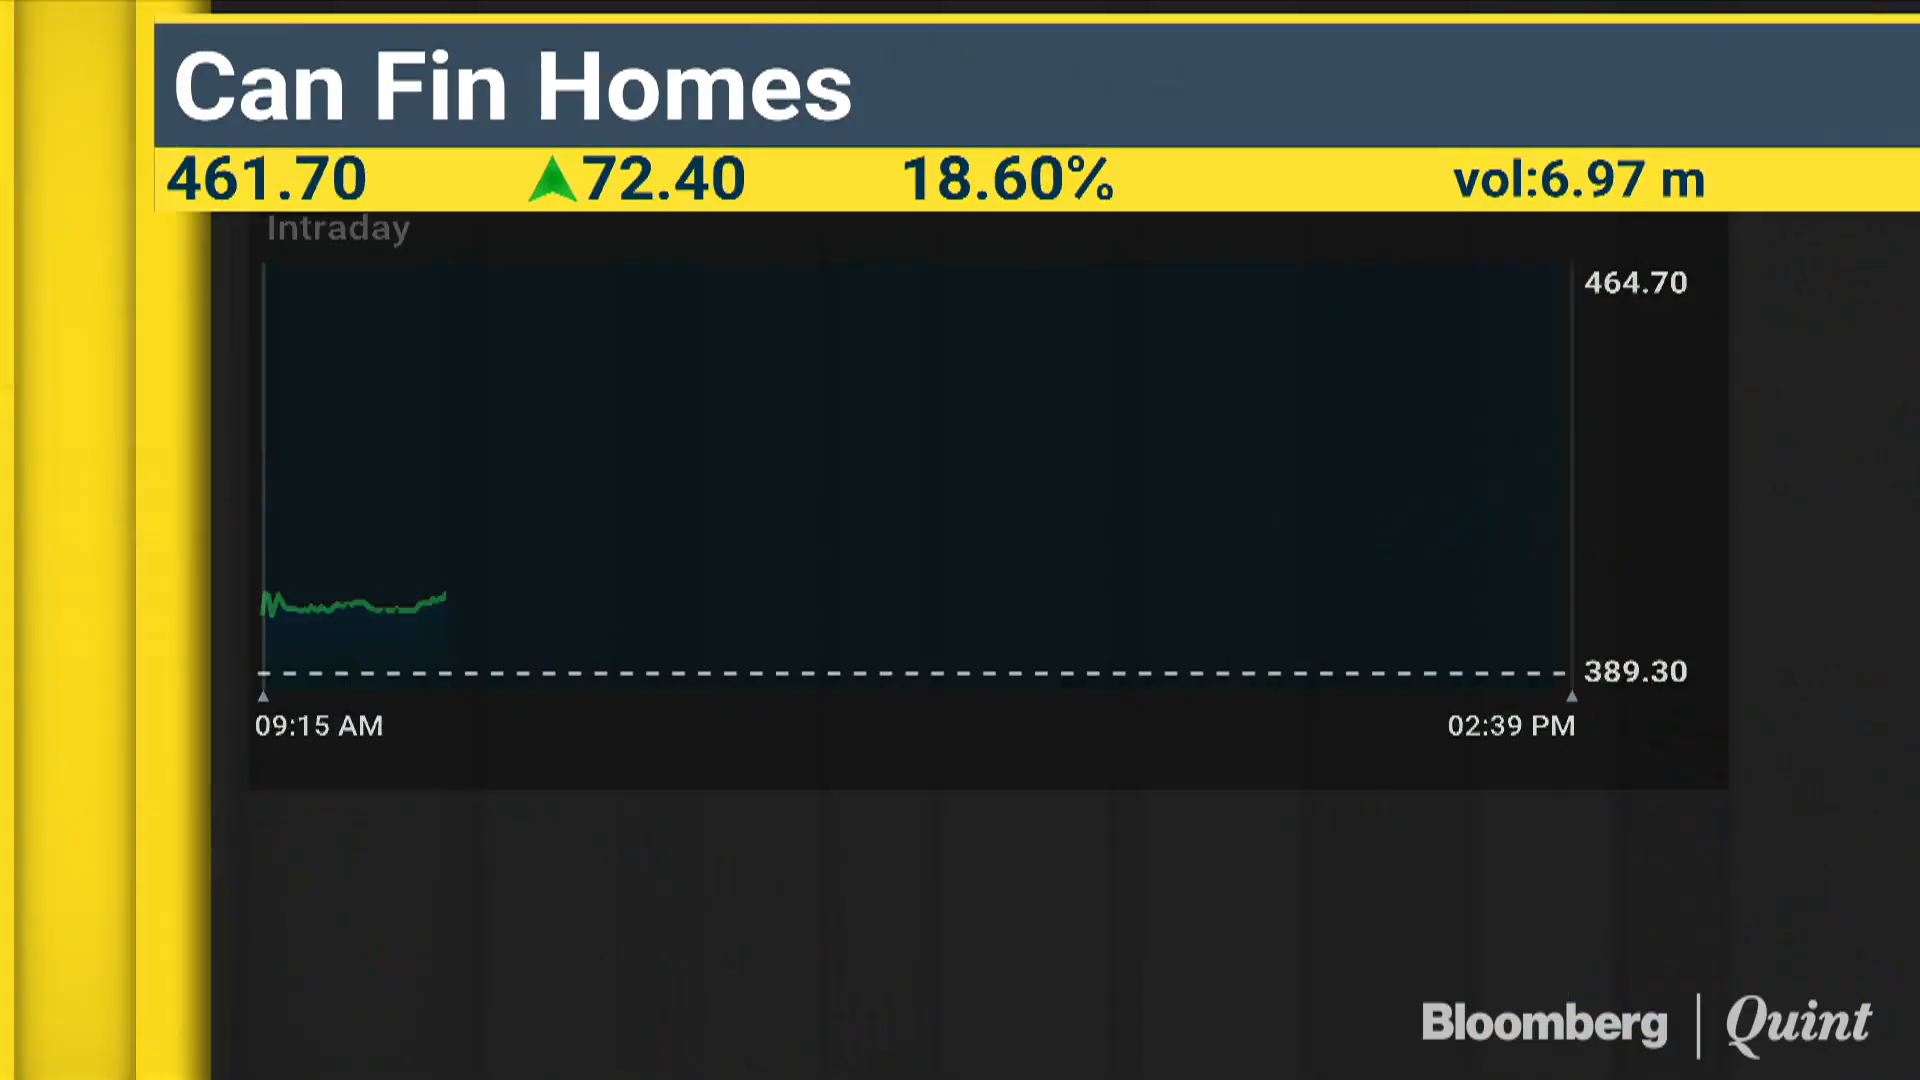 Can Fin Homes
461.70 ▲72.40 18.60% vol:6.97 m
Intraday
464.70
389.30
09:15 AM 02:39 PM
Bloomberg | Quint